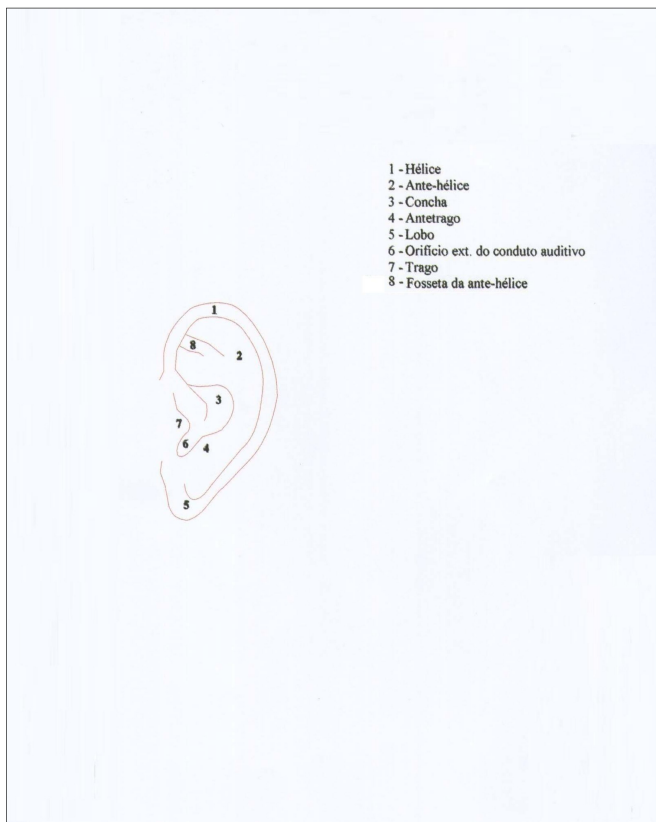 1 - Hélice
2 - Ante-hélice
3 - Concha
4 - Antetrago
5 - Lobo
6 - Orifício ext. do conduto auditivo
7 - Trago
8 - Fosseta da ante-hélice
1
8
2
3
7
6
4
5